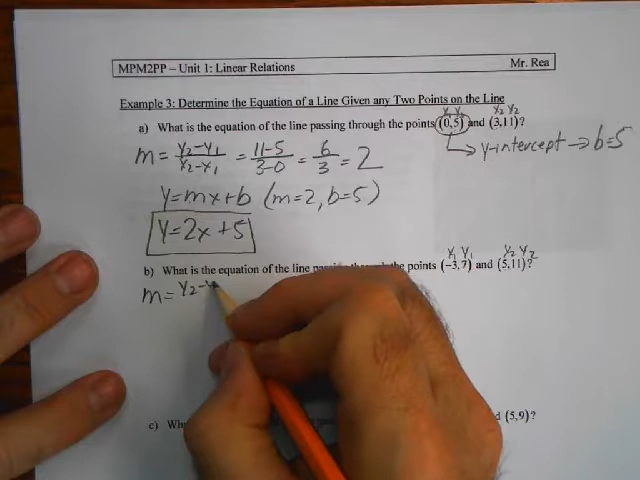 MPM2PP – Unit 1: Linear Relations Mr. Rea
Example 3: Determine the Equation of a Line Given any Two Points on the Line
x₁ y₁ x₂ y₂
a) What is the equation of the line passing through the points (0,5) and (3,11)?
m = y₂-y₁ / x₂-x₁ = 11-5 / 3-0 = 6 / 3 = 2
y-intercept → b=5
y=mx+b (m=2, b=5)
y=2x+5
x₁ y₁ x₂ y₂
b) What is the equation of the line passing through the points (−3,7) and (5,11)?
m = y₂-
c) (5,9)?